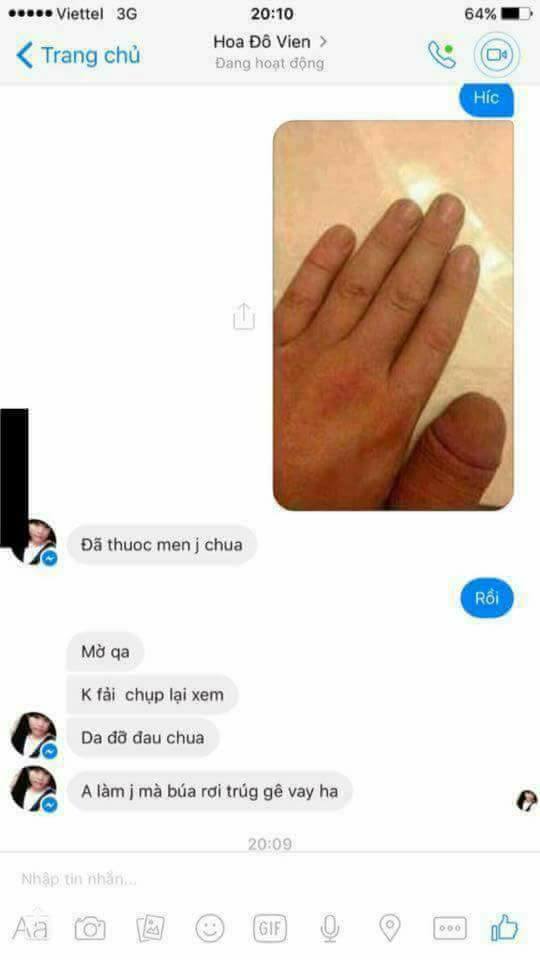 Viettel 3G 20:10 64%
Trang chủ
Hoa Đô Vien
Đang hoạt động
Híc
Đã thuoc men j chua
Rồi
Mờ qa
K fải chụp lại xem
Da đỡ đau chua
A làm j mà búa rơi trúg gê vay ha
20:09
Nhập tin nhắn...
Aa GIF